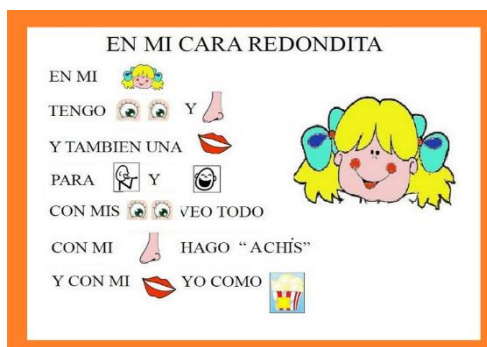 EN MI CARA REDONDITA
EN MI
TENGO Y
Y TAMBIEN UNA
PARA Y
CON MIS VEO TODO
CON MI HAGO “ ACHÍS”
Y CON MI YO COMO